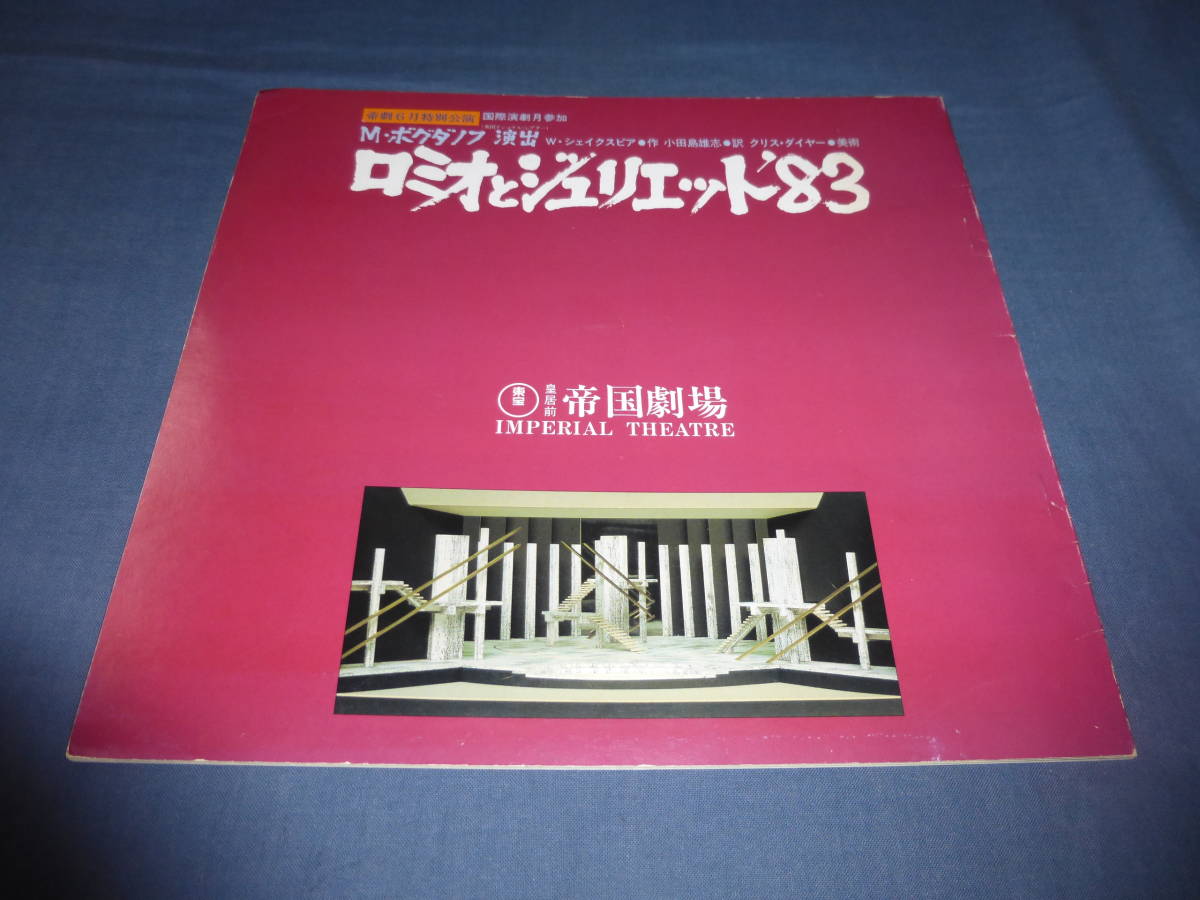 帝劇6月特別公演 国際演劇月参加
M・ボグダノフ 演出 W・シェイクスピア●作 小田島雄志●訳 クリス・ダイヤー●美術
ロミオとジュリエット'83
東宝 皇居前 帝国劇場
IMPERIAL THEATRE